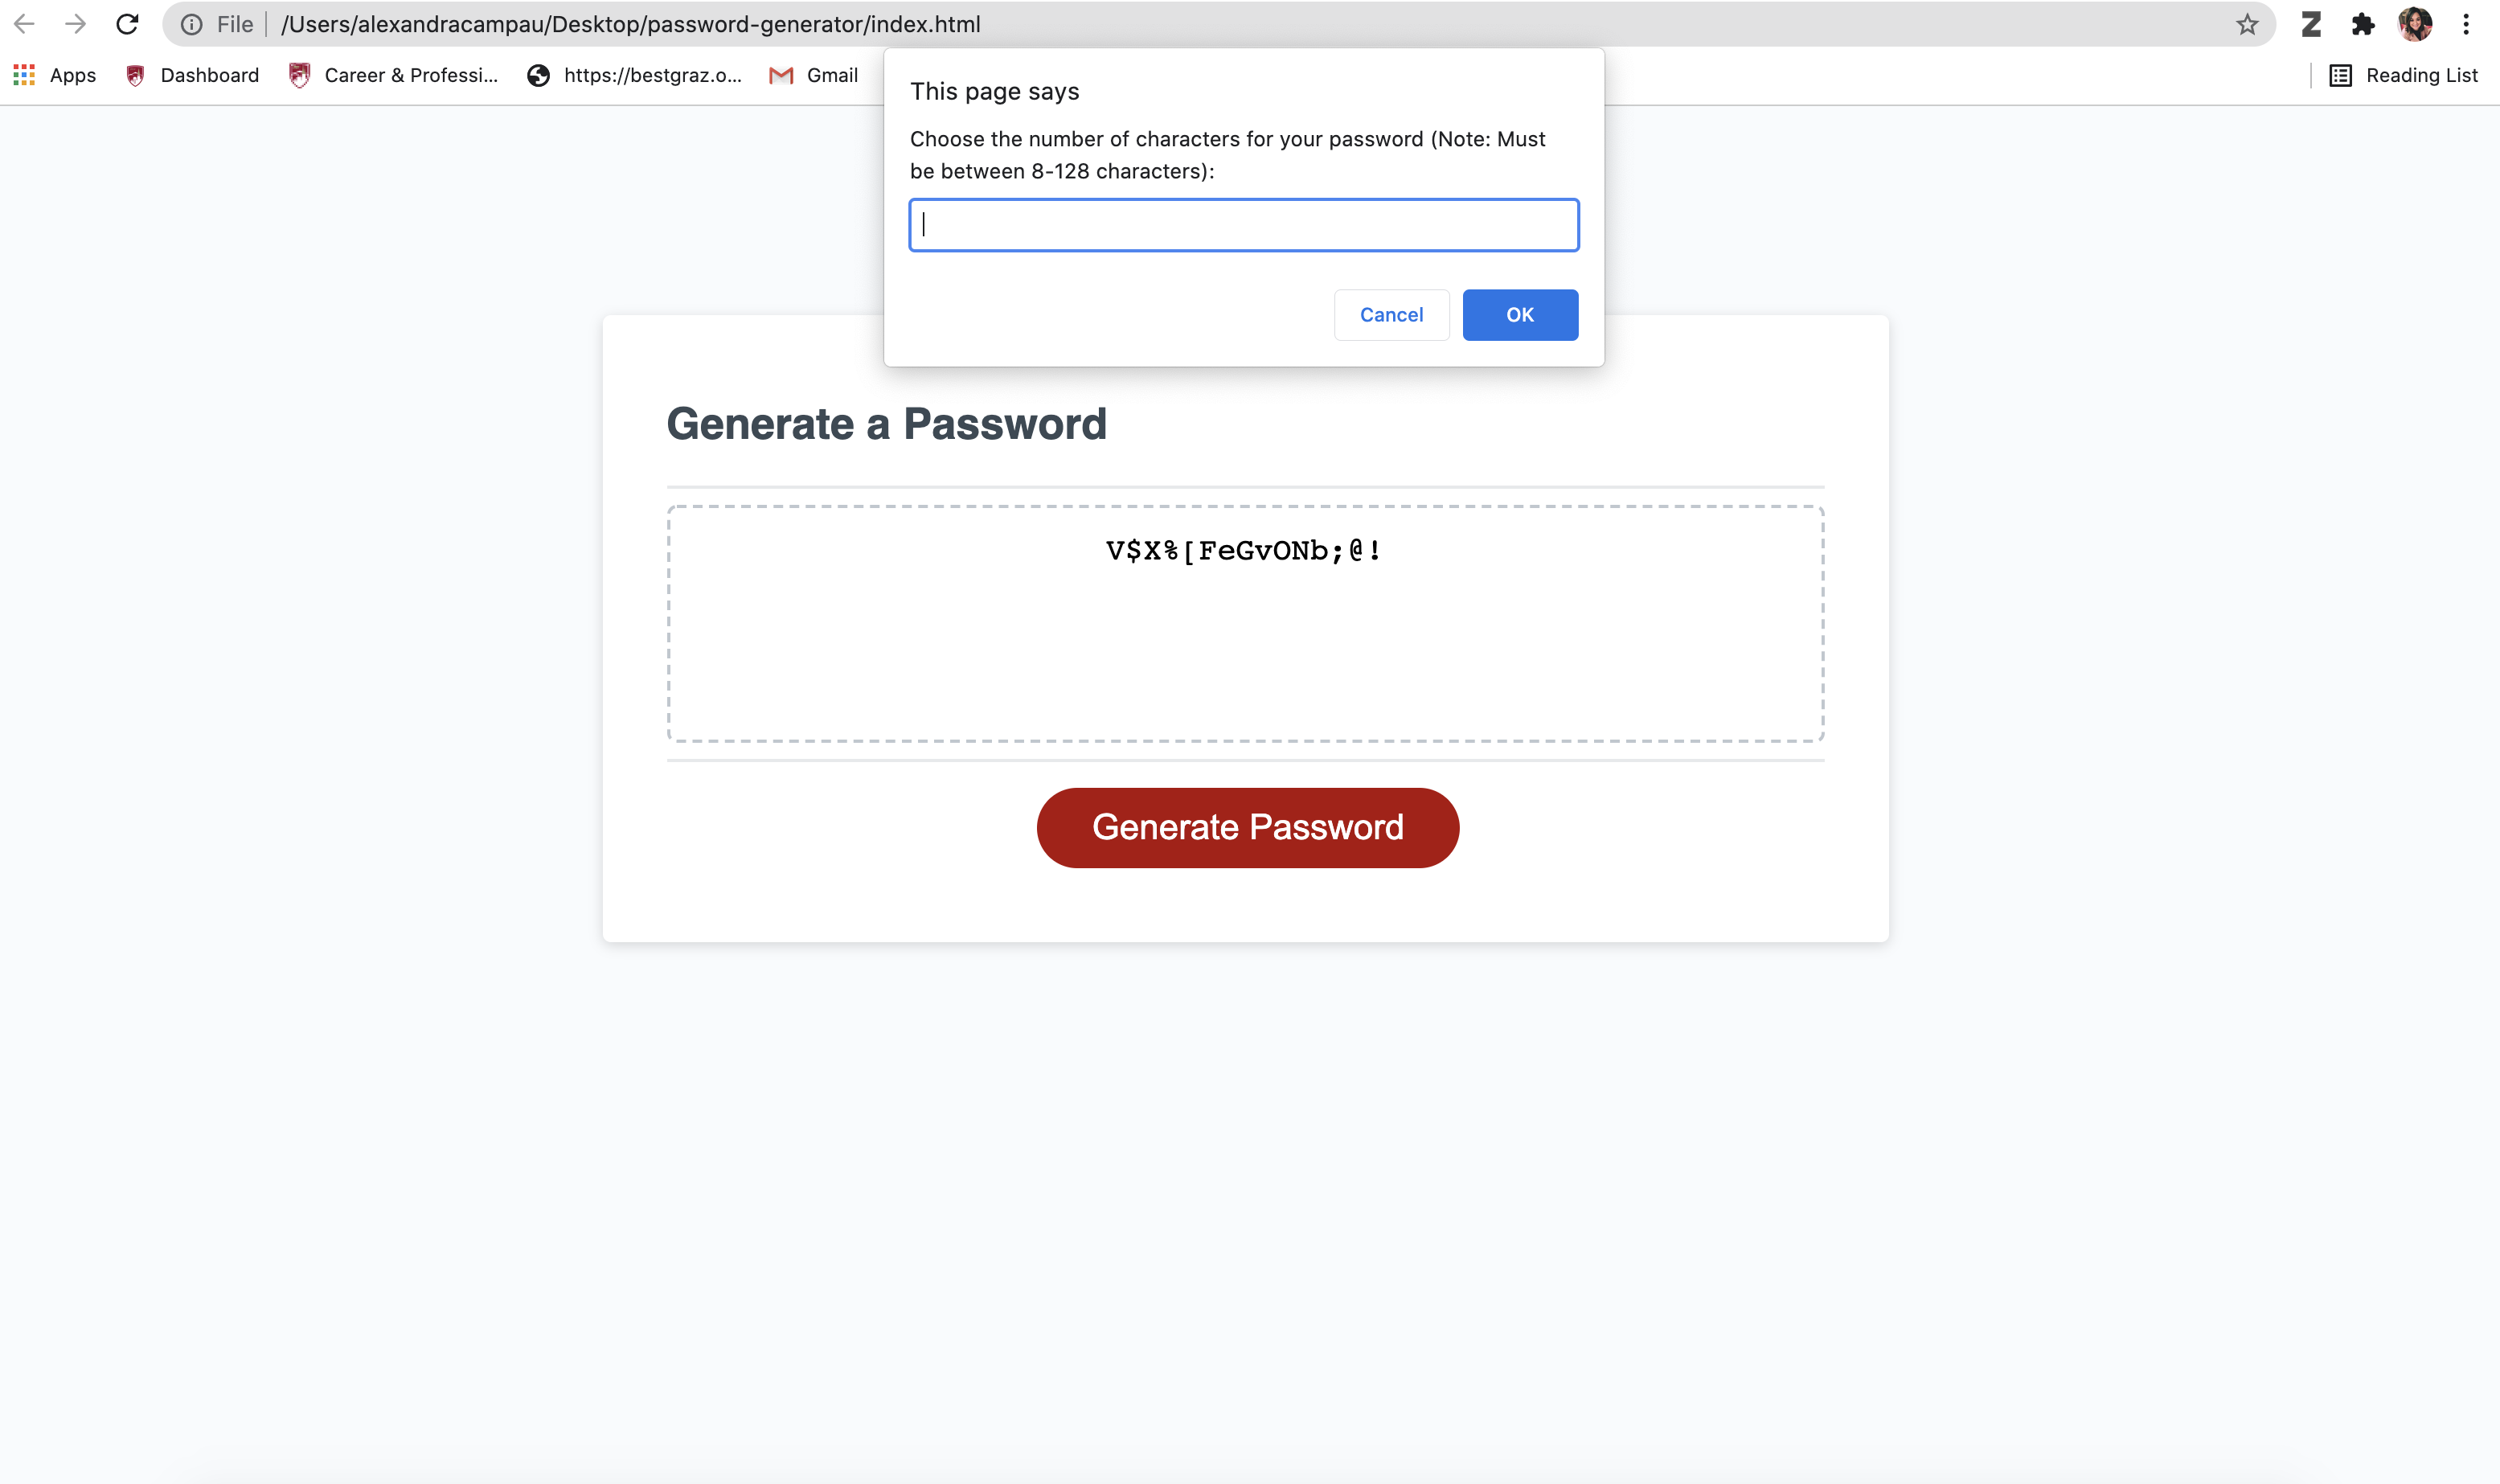 File /Users/alexandracampau/Desktop/password-generator/index.html
Apps Dashboard Career & Professi... https://bestgraz.o... Gmail Reading List
This page says
Choose the number of characters for your password (Note: Must
be between 8-128 characters):
Cancel OK
Generate a Password
V$X%[FeGvONb;@!
Generate Password